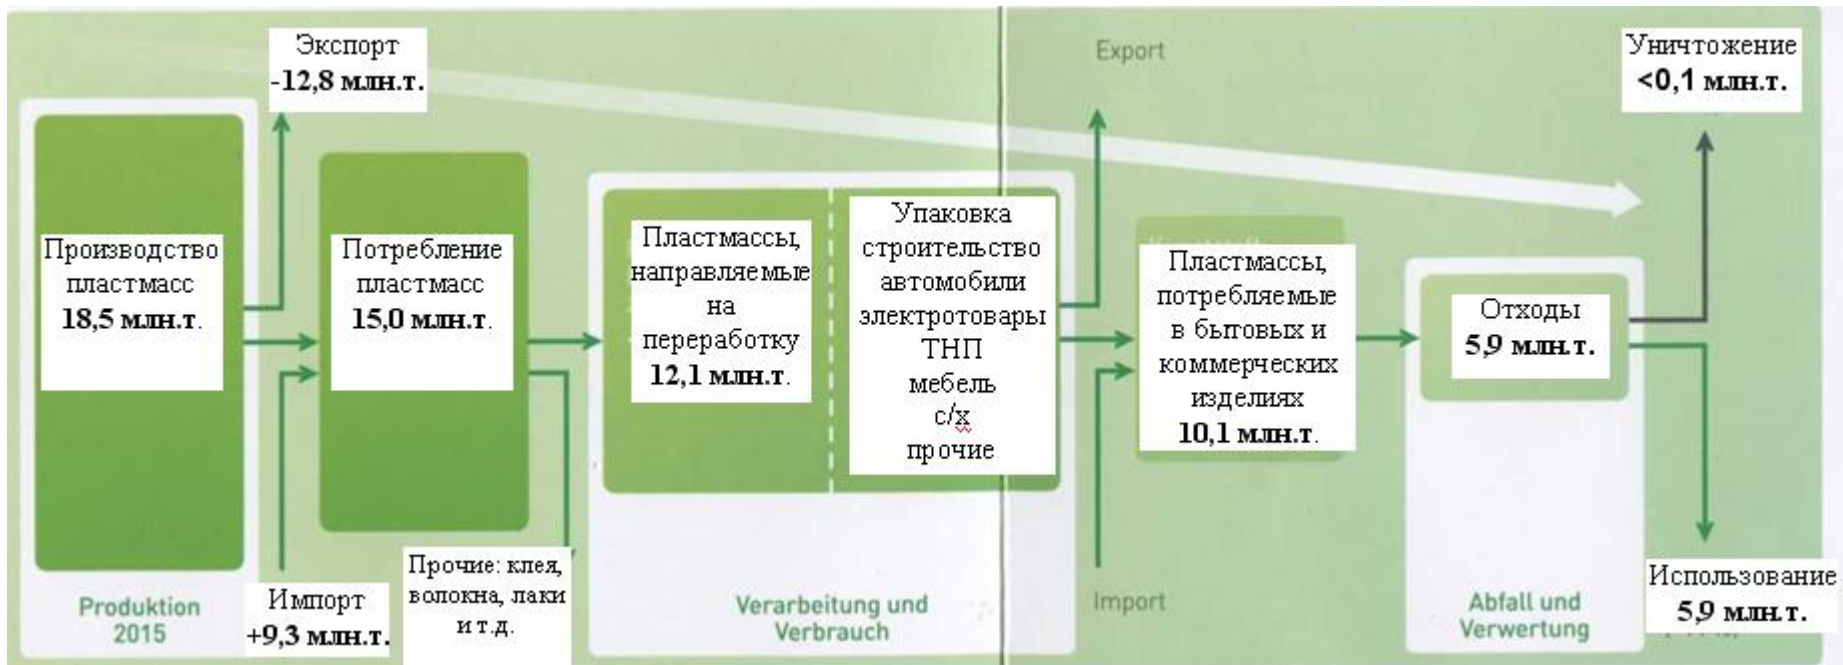 Экспорт
-12,8 млн.т.
Export
Уничтожение
<0,1 млн.т.
Производство
пластмасс
18,5 млн.т.
Потребление
пластмасс
15,0 млн.т.
Пластмассы,
направляемые
на
переработку
12,1 млн.т.
Упаковка
строительство
автомобили
электротовары
ТНП
мебель
с/х
прочие
Пластмассы,
потребляемые
в бытовых и
коммерческих
изделиях
10,1 млн.т.
Отходы
5,9 млн.т.
Produktion
2015
Импорт
+9,3 млн.т.
Прочие: клея,
волокна, лаки
и т.д.
Verarbeitung und
Verbrauch
Import
Abfall und
Verwertung
Использование
5,9 млн.т.